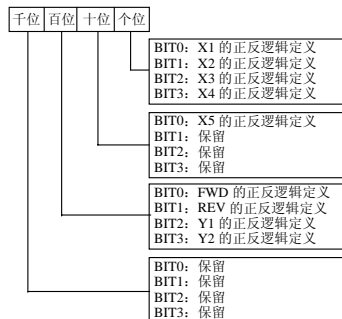 千位 百位 十位 个位
BIT0：X1 的正反逻辑定义
BIT1：X2 的正反逻辑定义
BIT2：X3 的正反逻辑定义
BIT3：X4 的正反逻辑定义
BIT0：X5 的正反逻辑定义
BIT1：保留
BIT2：保留
BIT3：保留
BIT0：FWD 的正反逻辑定义
BIT1：REV 的正反逻辑定义
BIT2：Y1 的正反逻辑定义
BIT3：Y2 的正反逻辑定义
BIT0：保留
BIT1：保留
BIT2：保留
BIT3：保留